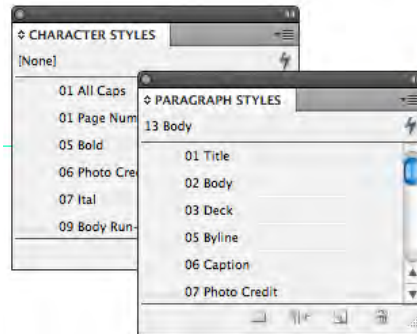 CHARACTER STYLES
[None]
01 All Caps
01 Page Num
05 Bold
06 Photo Cre
07 Ital
09 Body Run-
PARAGRAPH STYLES
13 Body
01 Title
02 Body
03 Deck
05 Byline
06 Caption
07 Photo Credit